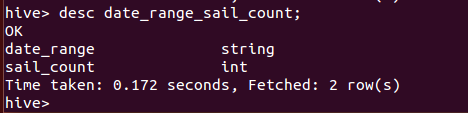 hive> desc date_range_sail_count;
OK
date_range              string
sail_count              int
Time taken: 0.172 seconds, Fetched: 2 row(s)
hive>